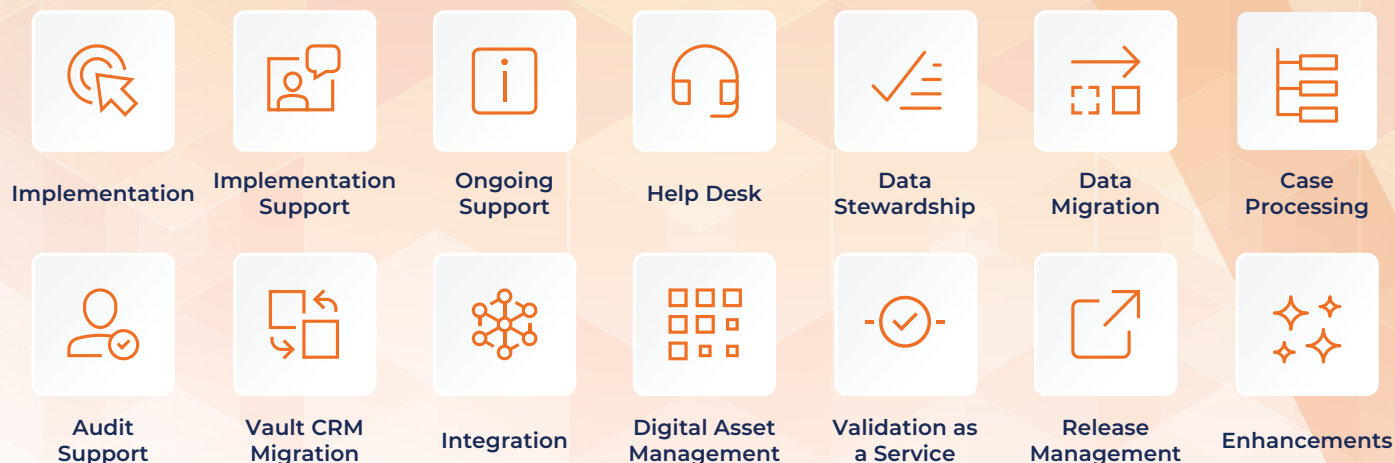 Implementation
Implementation
Support
Ongoing
Support
Help Desk
Data
Stewardship
Data
Migration
Case
Processing
Audit
Support
Vault CRM
Migration
Integration
Digital Asset
Management
Validation as
a Service
Release
Management
Enhancements